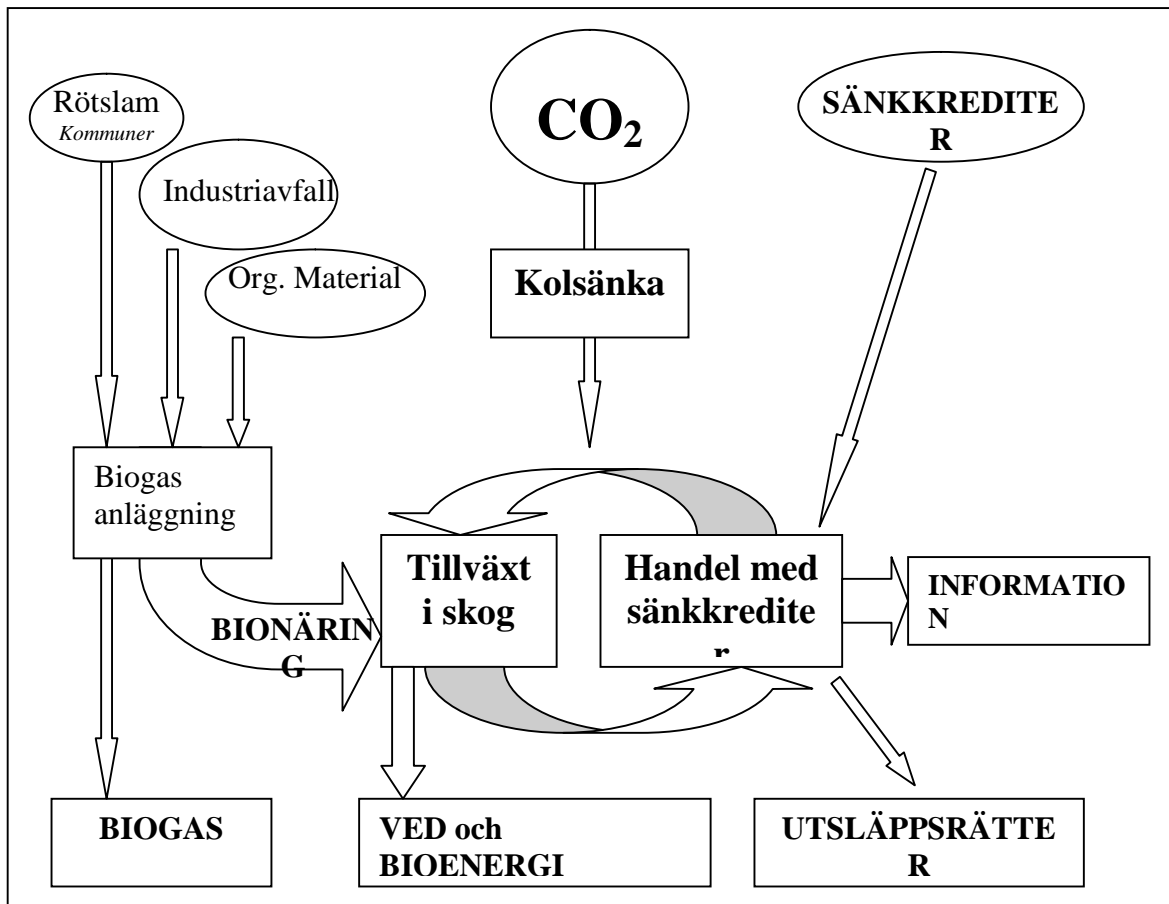 Rötslam
Kommuner
Industriavfall
Org. Material
CO₂
SÄNKKREDITE
R
Kolsänka
Biogas
anläggning
BIONÄRIN
G
Tillväxt
i skog
Handel med
sänkkredite
r
INFORMATIO
N
BIOGAS
VED och
BIOENERGI
UTSLÄPPSRÄTTE
R